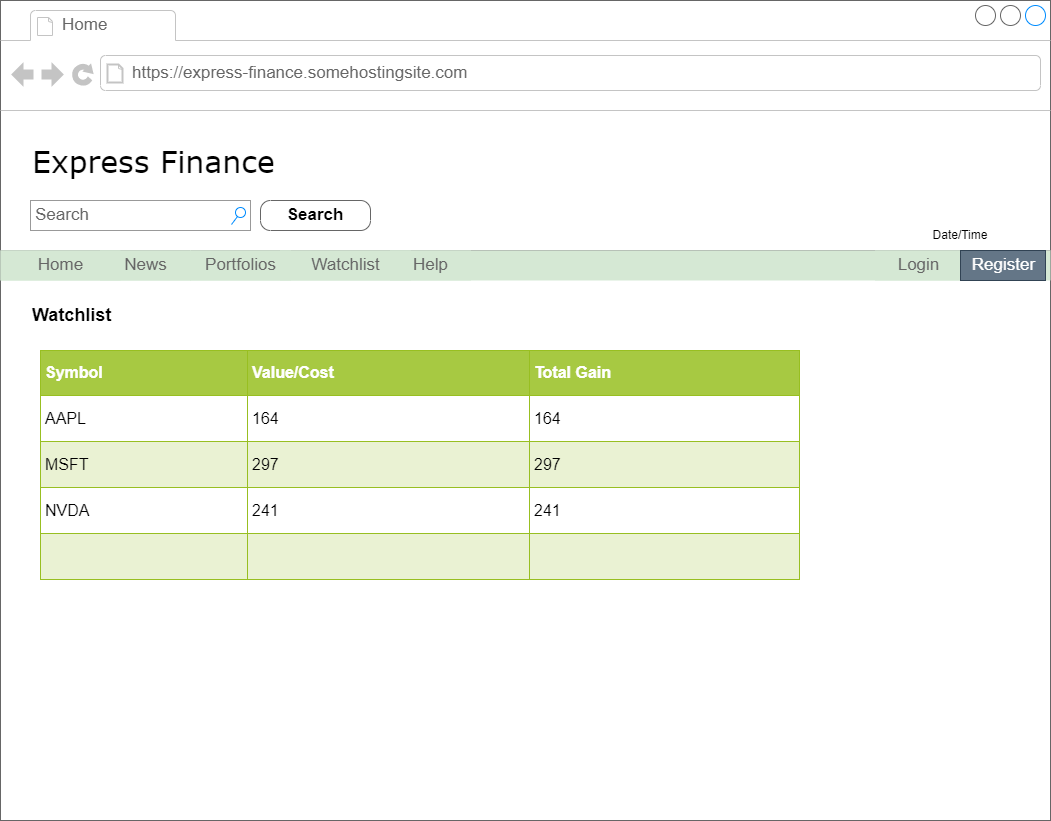 Home
https://express-finance.somehostingsite.com
Express Finance
Search Search
Date/Time
Home News Portfolios Watchlist Help Login Register
Watchlist
Symbol Value/Cost Total Gain
AAPL 164 164
MSFT 297 297
NVDA 241 241